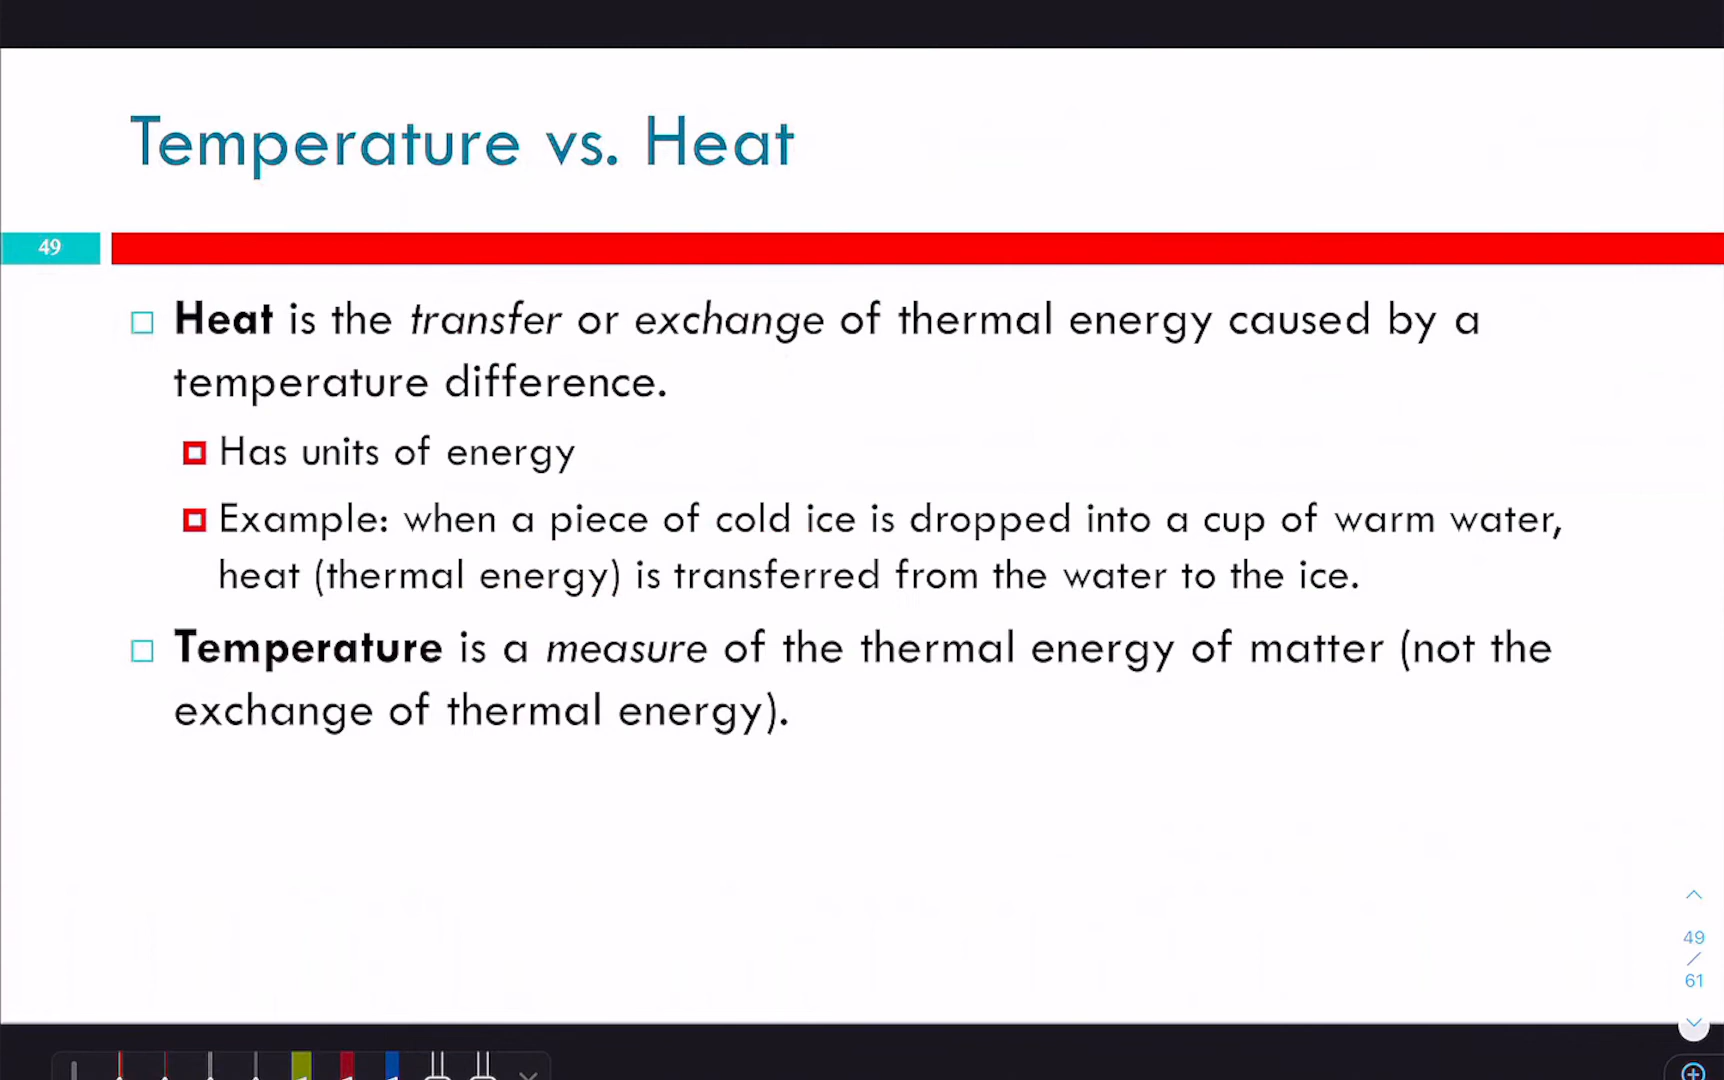 Temperature vs. Heat
49
Heat is the transfer or exchange of thermal energy caused by a
temperature difference.
Has units of energy
Example: when a piece of cold ice is dropped into a cup of warm water,
heat (thermal energy) is transferred from the water to the ice.
Temperature is a measure of the thermal energy of matter (not the
exchange of thermal energy).
49
/
61